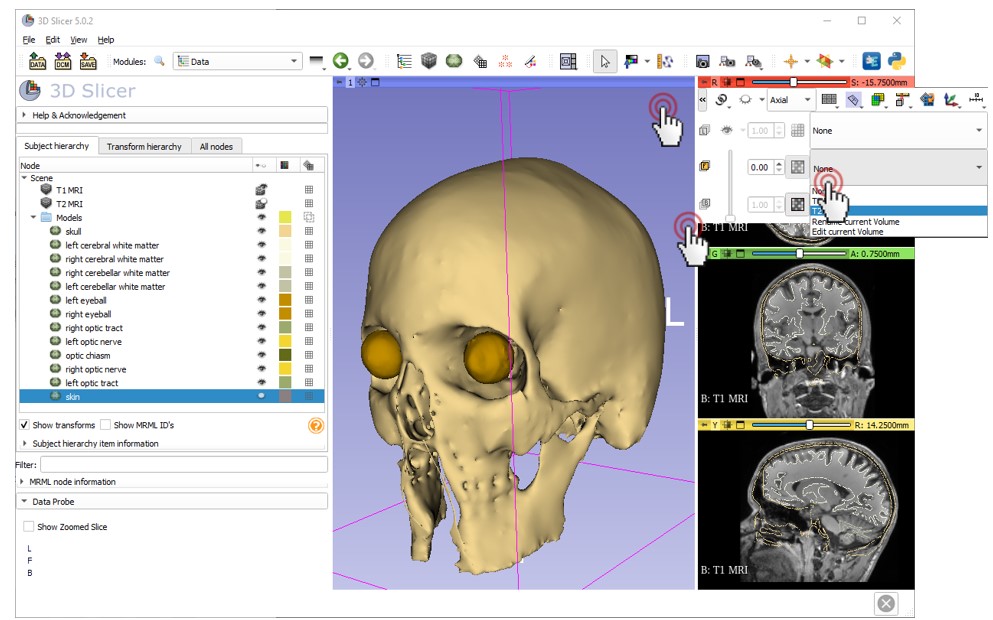 3D Slicer 5.0.2
File Edit View Help
DATA DCM SAVE Modules: Data
3D Slicer
Help & Acknowledgement
Subject hierarchy Transform hierarchy All nodes
Node
Scene
T1 MRI
T2 MRI
Models
skull
left cerebral white matter
right cerebral white matter
right cerebellar white matter
left cerebellar white matter
left eyeball
right eyeball
right optic tract
left optic nerve
optic chiasm
right optic nerve
left optic tract
skin
Show transforms Show MRML ID's
Subject hierarchy item information
Filter:
MRML node information
Data Probe
Show Zoomed Slice
L
F
B
1
L
R S: -15.7500mm
Axial
1.00 None
0.00 None
1.00
T2
Rename current Volume
Edit current Volume
B: T1 MRI
G A: 0.7500mm
B: T1 MRI
Y R: 14.2500mm
B: T1 MRI